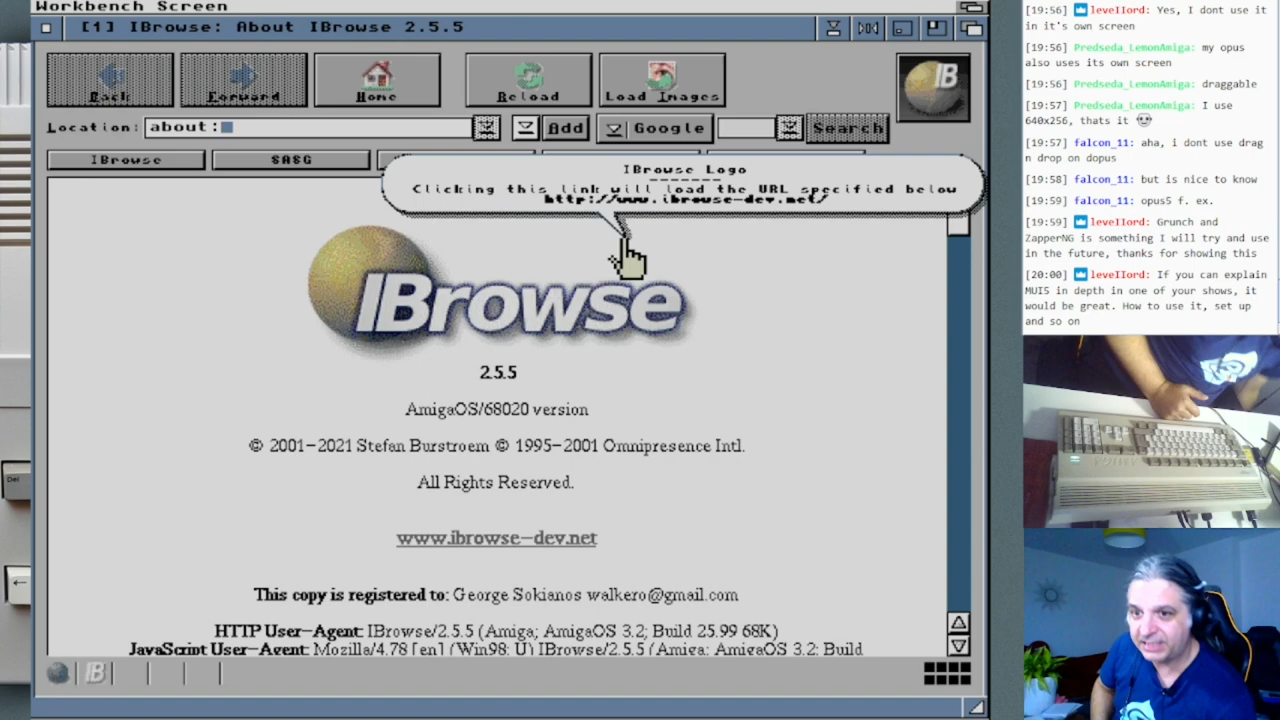 Workbench Screen
[1] IBrowse: About IBrowse 2.5.5
Back
Forward
Home
Reload
Load Images
IB
Location: about:
Add
Google
Search
IBrowse
SASG
IBrowse Logo
Clicking this link will load the URL specified below
http://www.ibrowse-dev.net/
IBrowse
2.5.5
AmigaOS/68020 version
© 2001-2021 Stefan Burstroem © 1995-2001 Omnipresence Intl.
All Rights Reserved.
www.ibrowse-dev.net
This copy is registered to: George Sokianos walkero@gmail.com
HTTP User-Agent: IBrowse/2.5.5 (Amiga; AmigaOS 3.2; Build 25.99 68K)
JavaScript User-Agent: Mozilla/4.78 [en] (Win98; U) IBrowse/2.5.5 (Amiga; AmigaOS 3.2; Build
IB
Del
[19:56] levelIord: Yes, I dont use it
in it's own screen
[19:56] Predseda_LemonAmiga: my opus
also uses its own screen
[19:56] Predseda_LemonAmiga: draggable
[19:57] Predseda_LemonAmiga: I use
640x256, thats it
[19:57] falcon_11: aha, i dont use drag
n drop on dopus
[19:58] falcon_11: but is nice to know
[19:59] falcon_11: opus5 f. ex.
[19:59] levelIord: Grunch and
ZapperNG is something I will try and use
in the future, thanks for showing this
[20:00] levelIord: If you can explain
MUI5 in depth in one of your shows, it
would be great. How to use it, set up
and so on